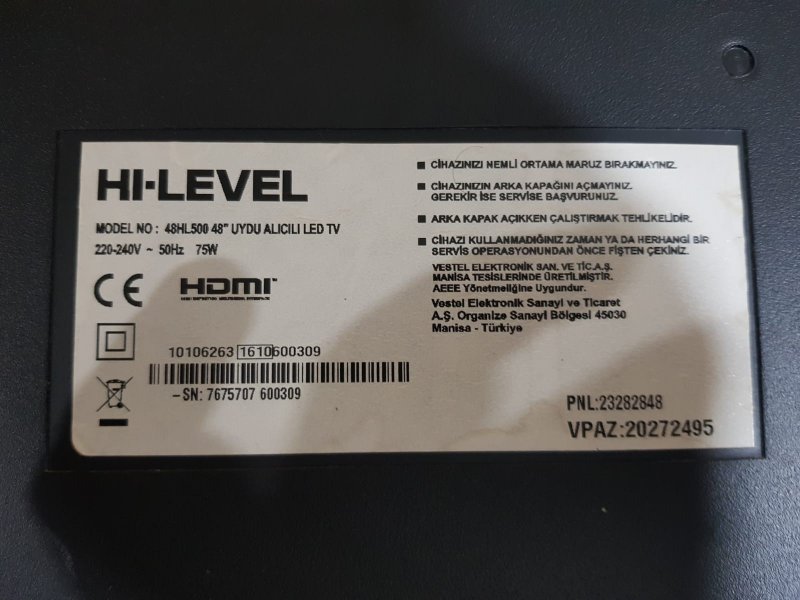 HI-LEVEL
MODEL NO : 48HL500 48" UYDU ALICILI LED TV
220-240V ~ 50Hz 75W
CE HDMI
10106263 1610600309
-SN: 7675707 600309
■ CİHAZINIZI NEMLİ ORTAMA MARUZ BIRAKMAYINIZ.
■ CİHAZINIZIN ARKA KAPAĞINI AÇMAYINIZ.
GEREKİR İSE SERVİSE BAŞVURUNUZ.
■ ARKA KAPAK AÇIKKEN ÇALIŞTIRMAK TEHLİKELİDİR.
■ CİHAZI KULLANMADIĞINIZ ZAMAN YA DA HERHANGİ BİR
SERVİS OPERASYONUNDAN ÖNCE FİŞTEN ÇEKİNİZ.
VESTEL ELEKTRONİK SAN. VE TİC.A.Ş.
MANİSA TESİSLERİNDE ÜRETİLMİŞTİR.
AEEE Yönetmeliğine Uygundur.
Vestel Elektronik Sanayi ve Ticaret
A.Ş. Organize Sanayi Bölgesi 45030
Manisa - Türkiye
PNL:23282848
VPAZ:20272495